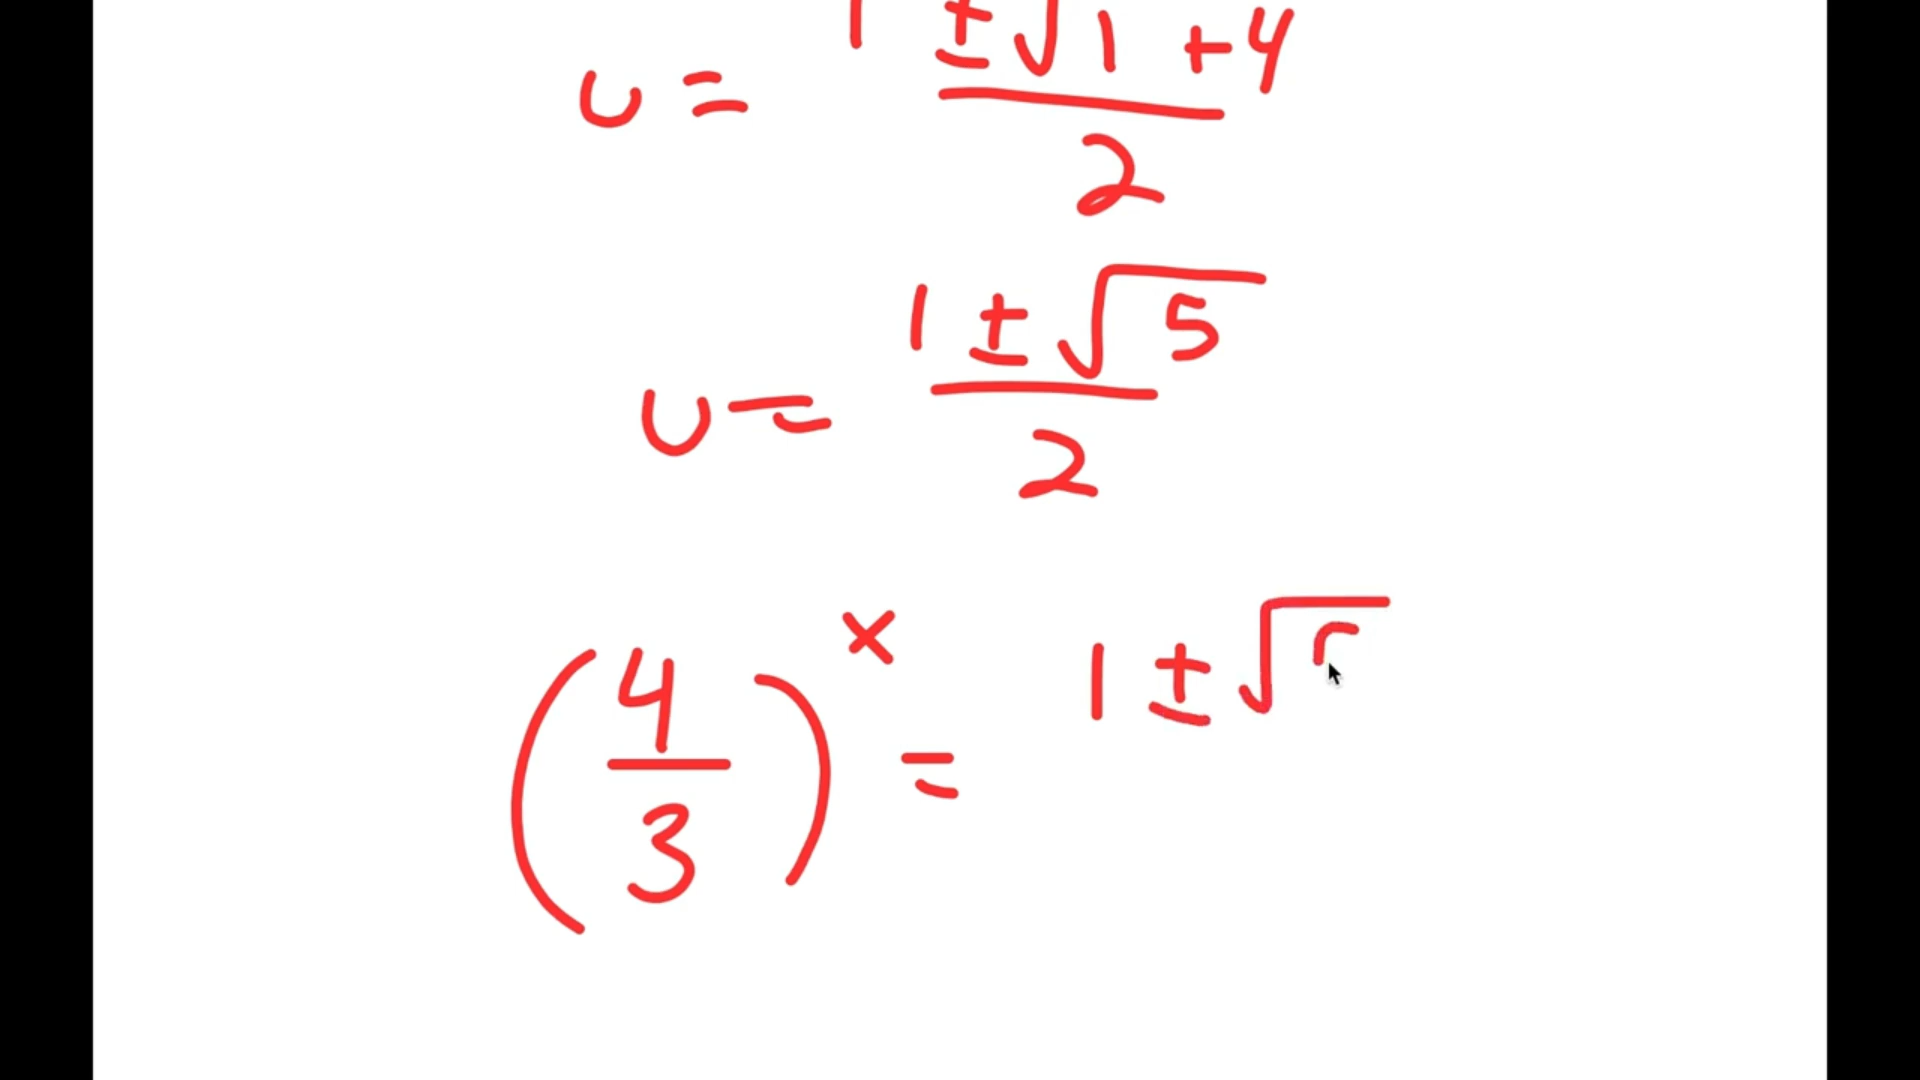 u = (1 ± √1 + 4) / 2
u = (1 ± √5) / 2
(4/3)^x = 1 ± √